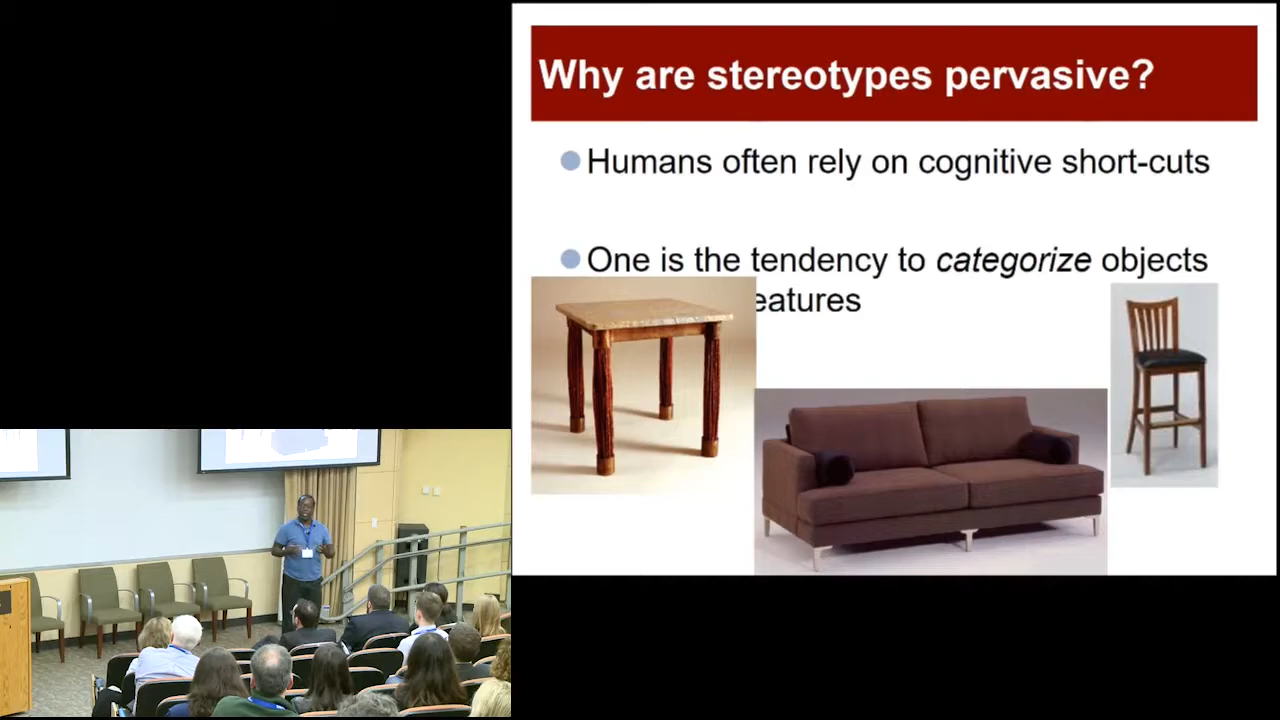 Why are stereotypes pervasive?
Humans often rely on cognitive short-cuts
One is the tendency to categorize objects
eatures